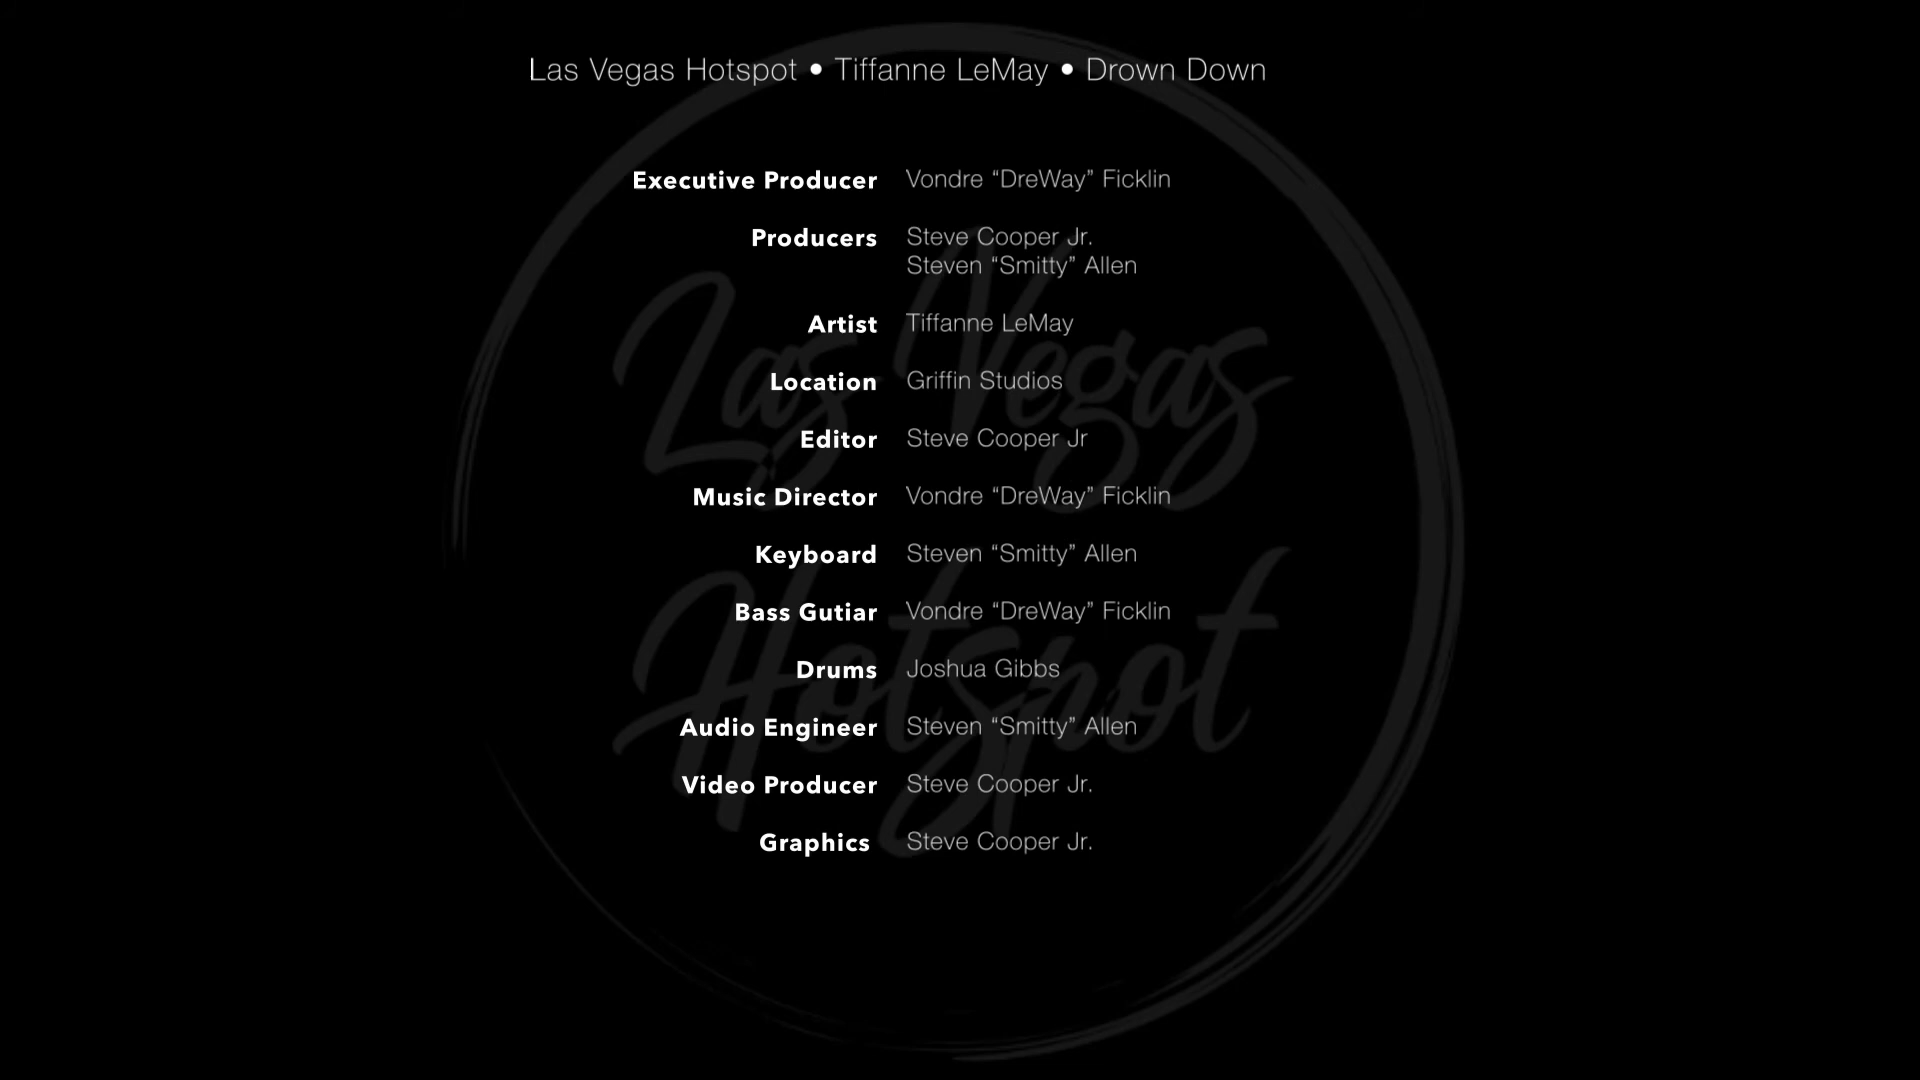 Las Vegas Hotspot • Tiffanne LeMay • Drown Down
Executive Producer Vondre “DreWay” Ficklin
Producers Steve Cooper Jr.
Steven “Smitty” Allen
Artist Tiffanne LeMay
Location Griffin Studios
Editor Steve Cooper Jr
Music Director Vondre “DreWay” Ficklin
Keyboard Steven “Smitty” Allen
Bass Gutiar Vondre “DreWay” Ficklin
Drums Joshua Gibbs
Audio Engineer Steven “Smitty” Allen
Video Producer Steve Cooper Jr.
Graphics Steve Cooper Jr.
Las Vegas
Hotspot